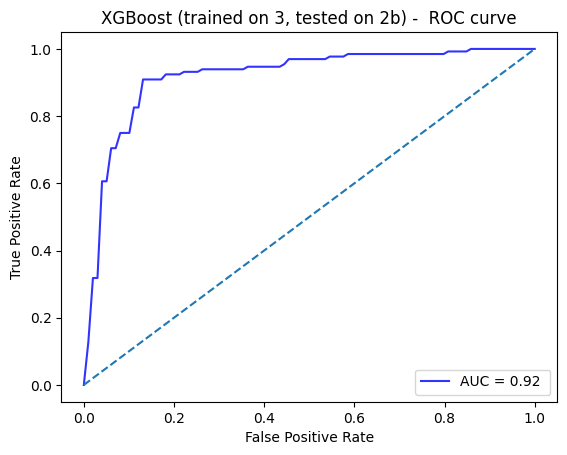 XGBoost (trained on 3, tested on 2b) -  ROC curve
True Positive Rate
1.0
0.8
0.6
0.4
0.2
0.0
AUC = 0.92
0.0 0.2 0.4 0.6 0.8 1.0
False Positive Rate